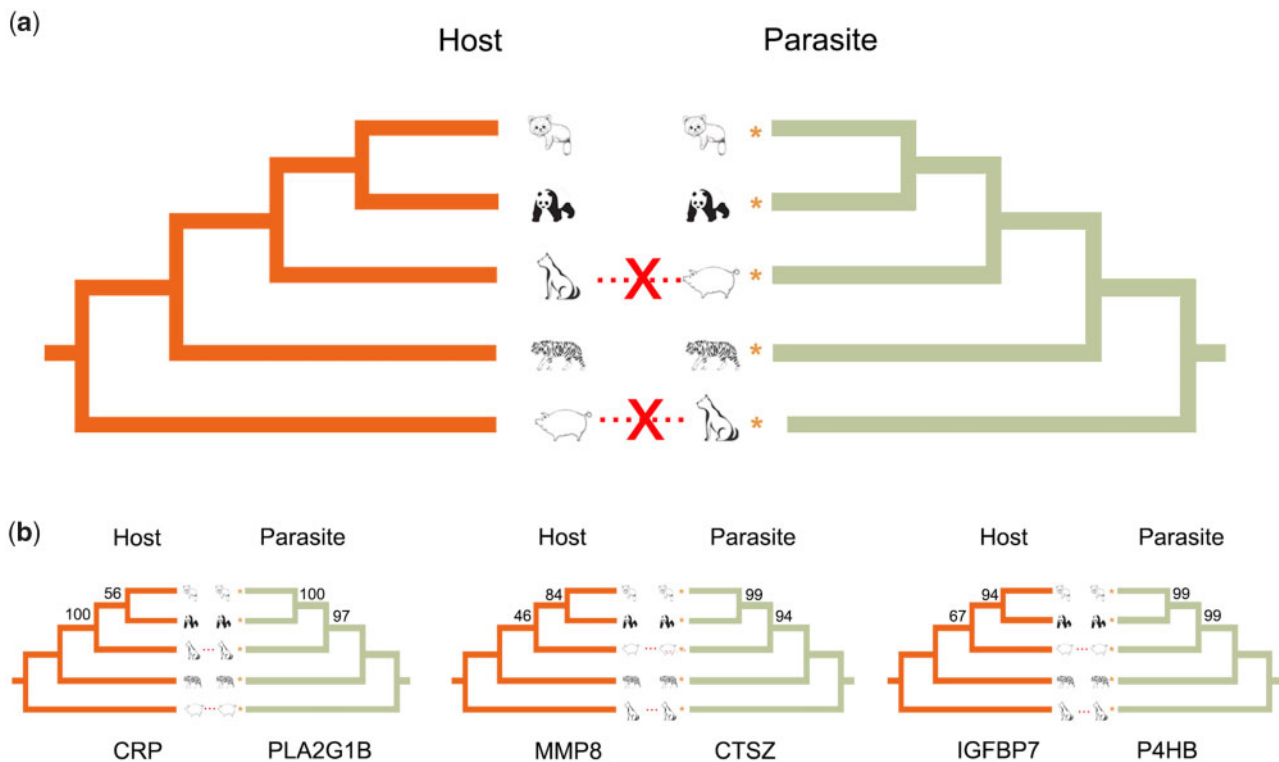 (a)
Host Parasite
*
*
X *
*
X *
(b)
Host Parasite Host Parasite Host Parasite
56 100 84 99 94 99
100 97 46 94 67 99
CRP PLA2G1B MMP8 CTSZ IGFBP7 P4HB